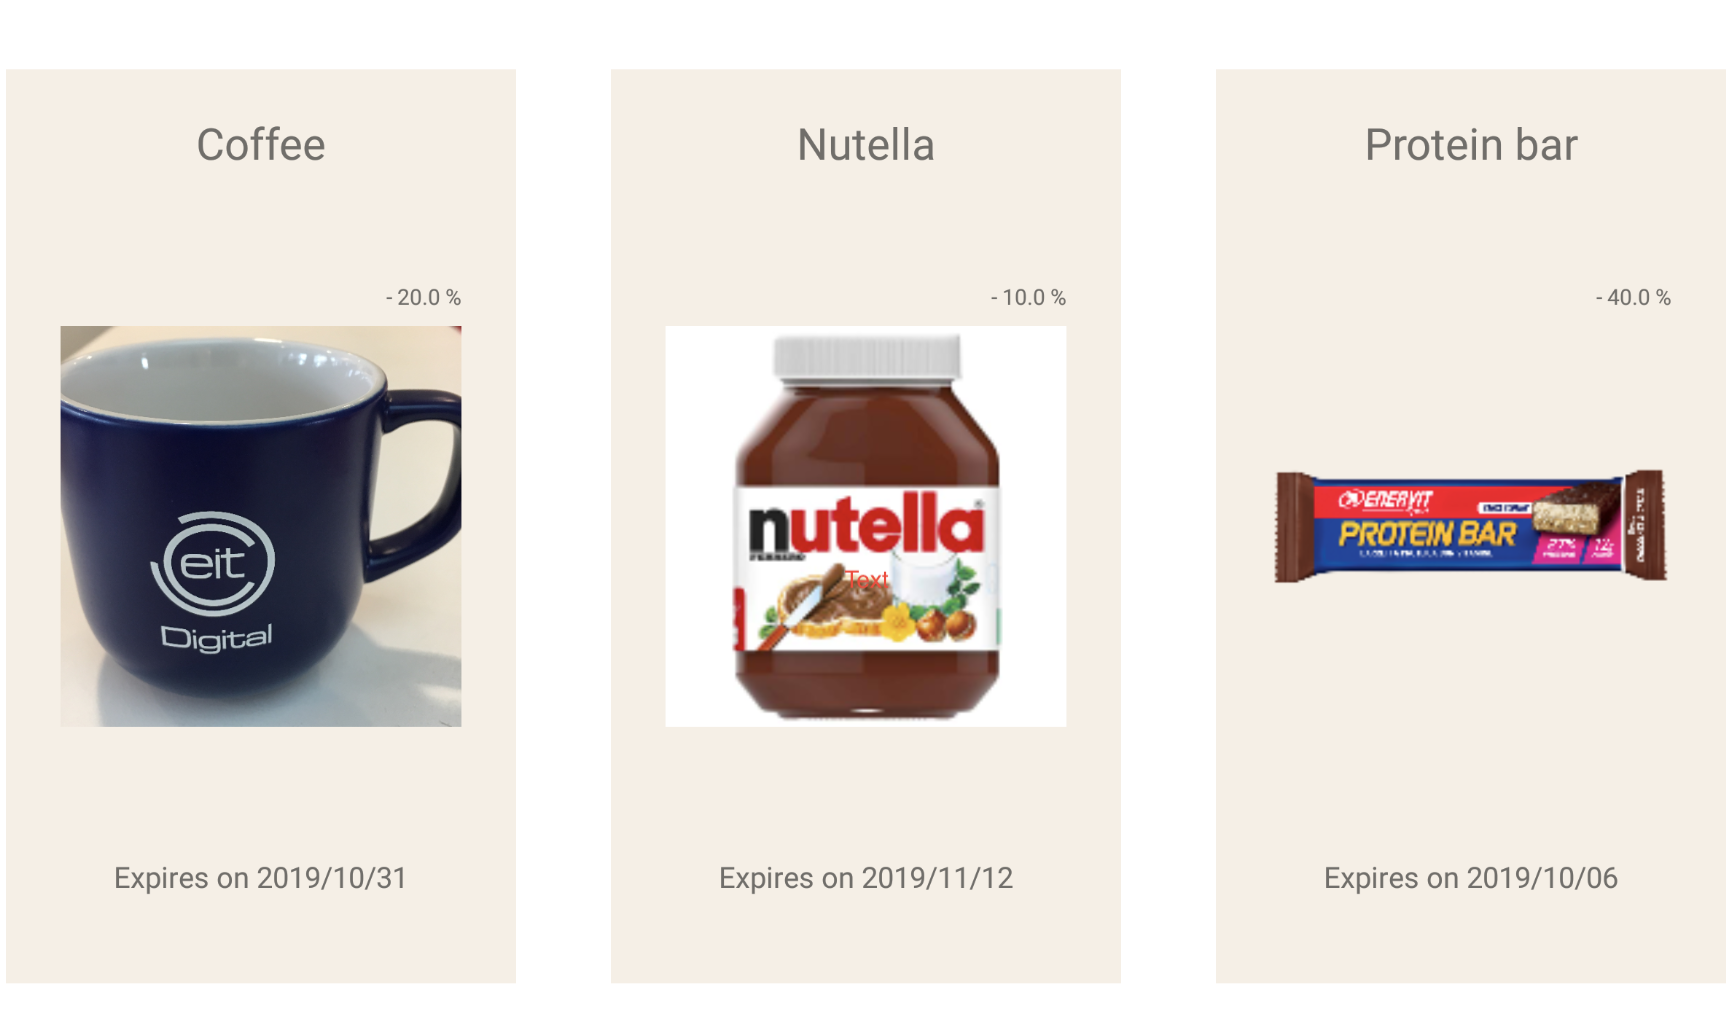 Coffee
- 20.0 %
eit
Digital
Expires on 2019/10/31
Nutella
- 10.0 %
nutella
FERRERO
Text
Expires on 2019/11/12
Protein bar
- 40.0 %
ENERVIT
PROTEIN BAR
27%
Expires on 2019/10/06